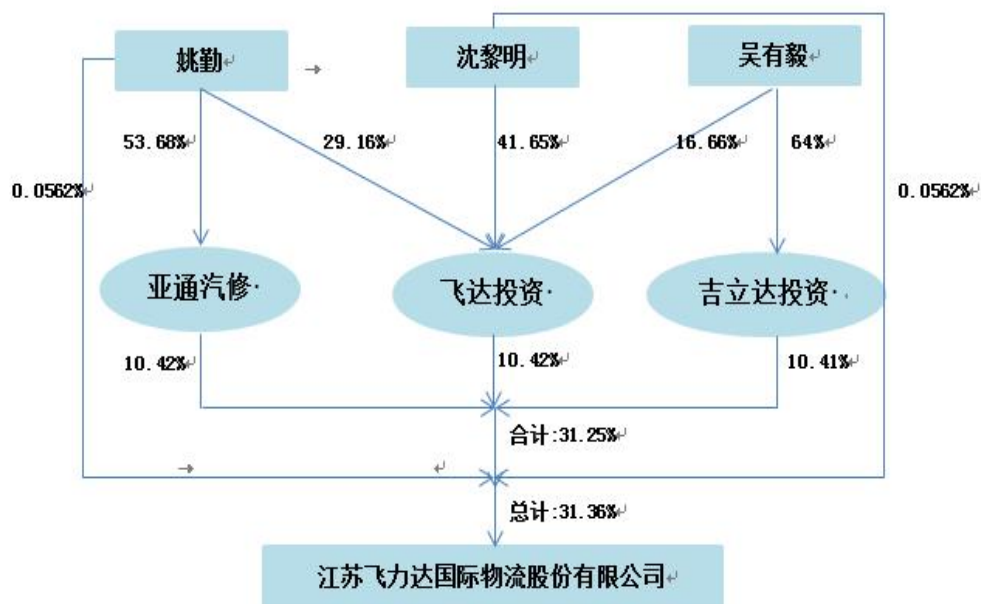 姚勤
沈黎明
吴有毅
53.68%
29.16%
41.65%
16.66%
64%
0.0562%
0.0562%
亚通汽修
飞达投资
吉立达投资
10.42%
10.42%
10.41%
合计:31.25%
总计:31.36%
江苏飞力达国际物流股份有限公司